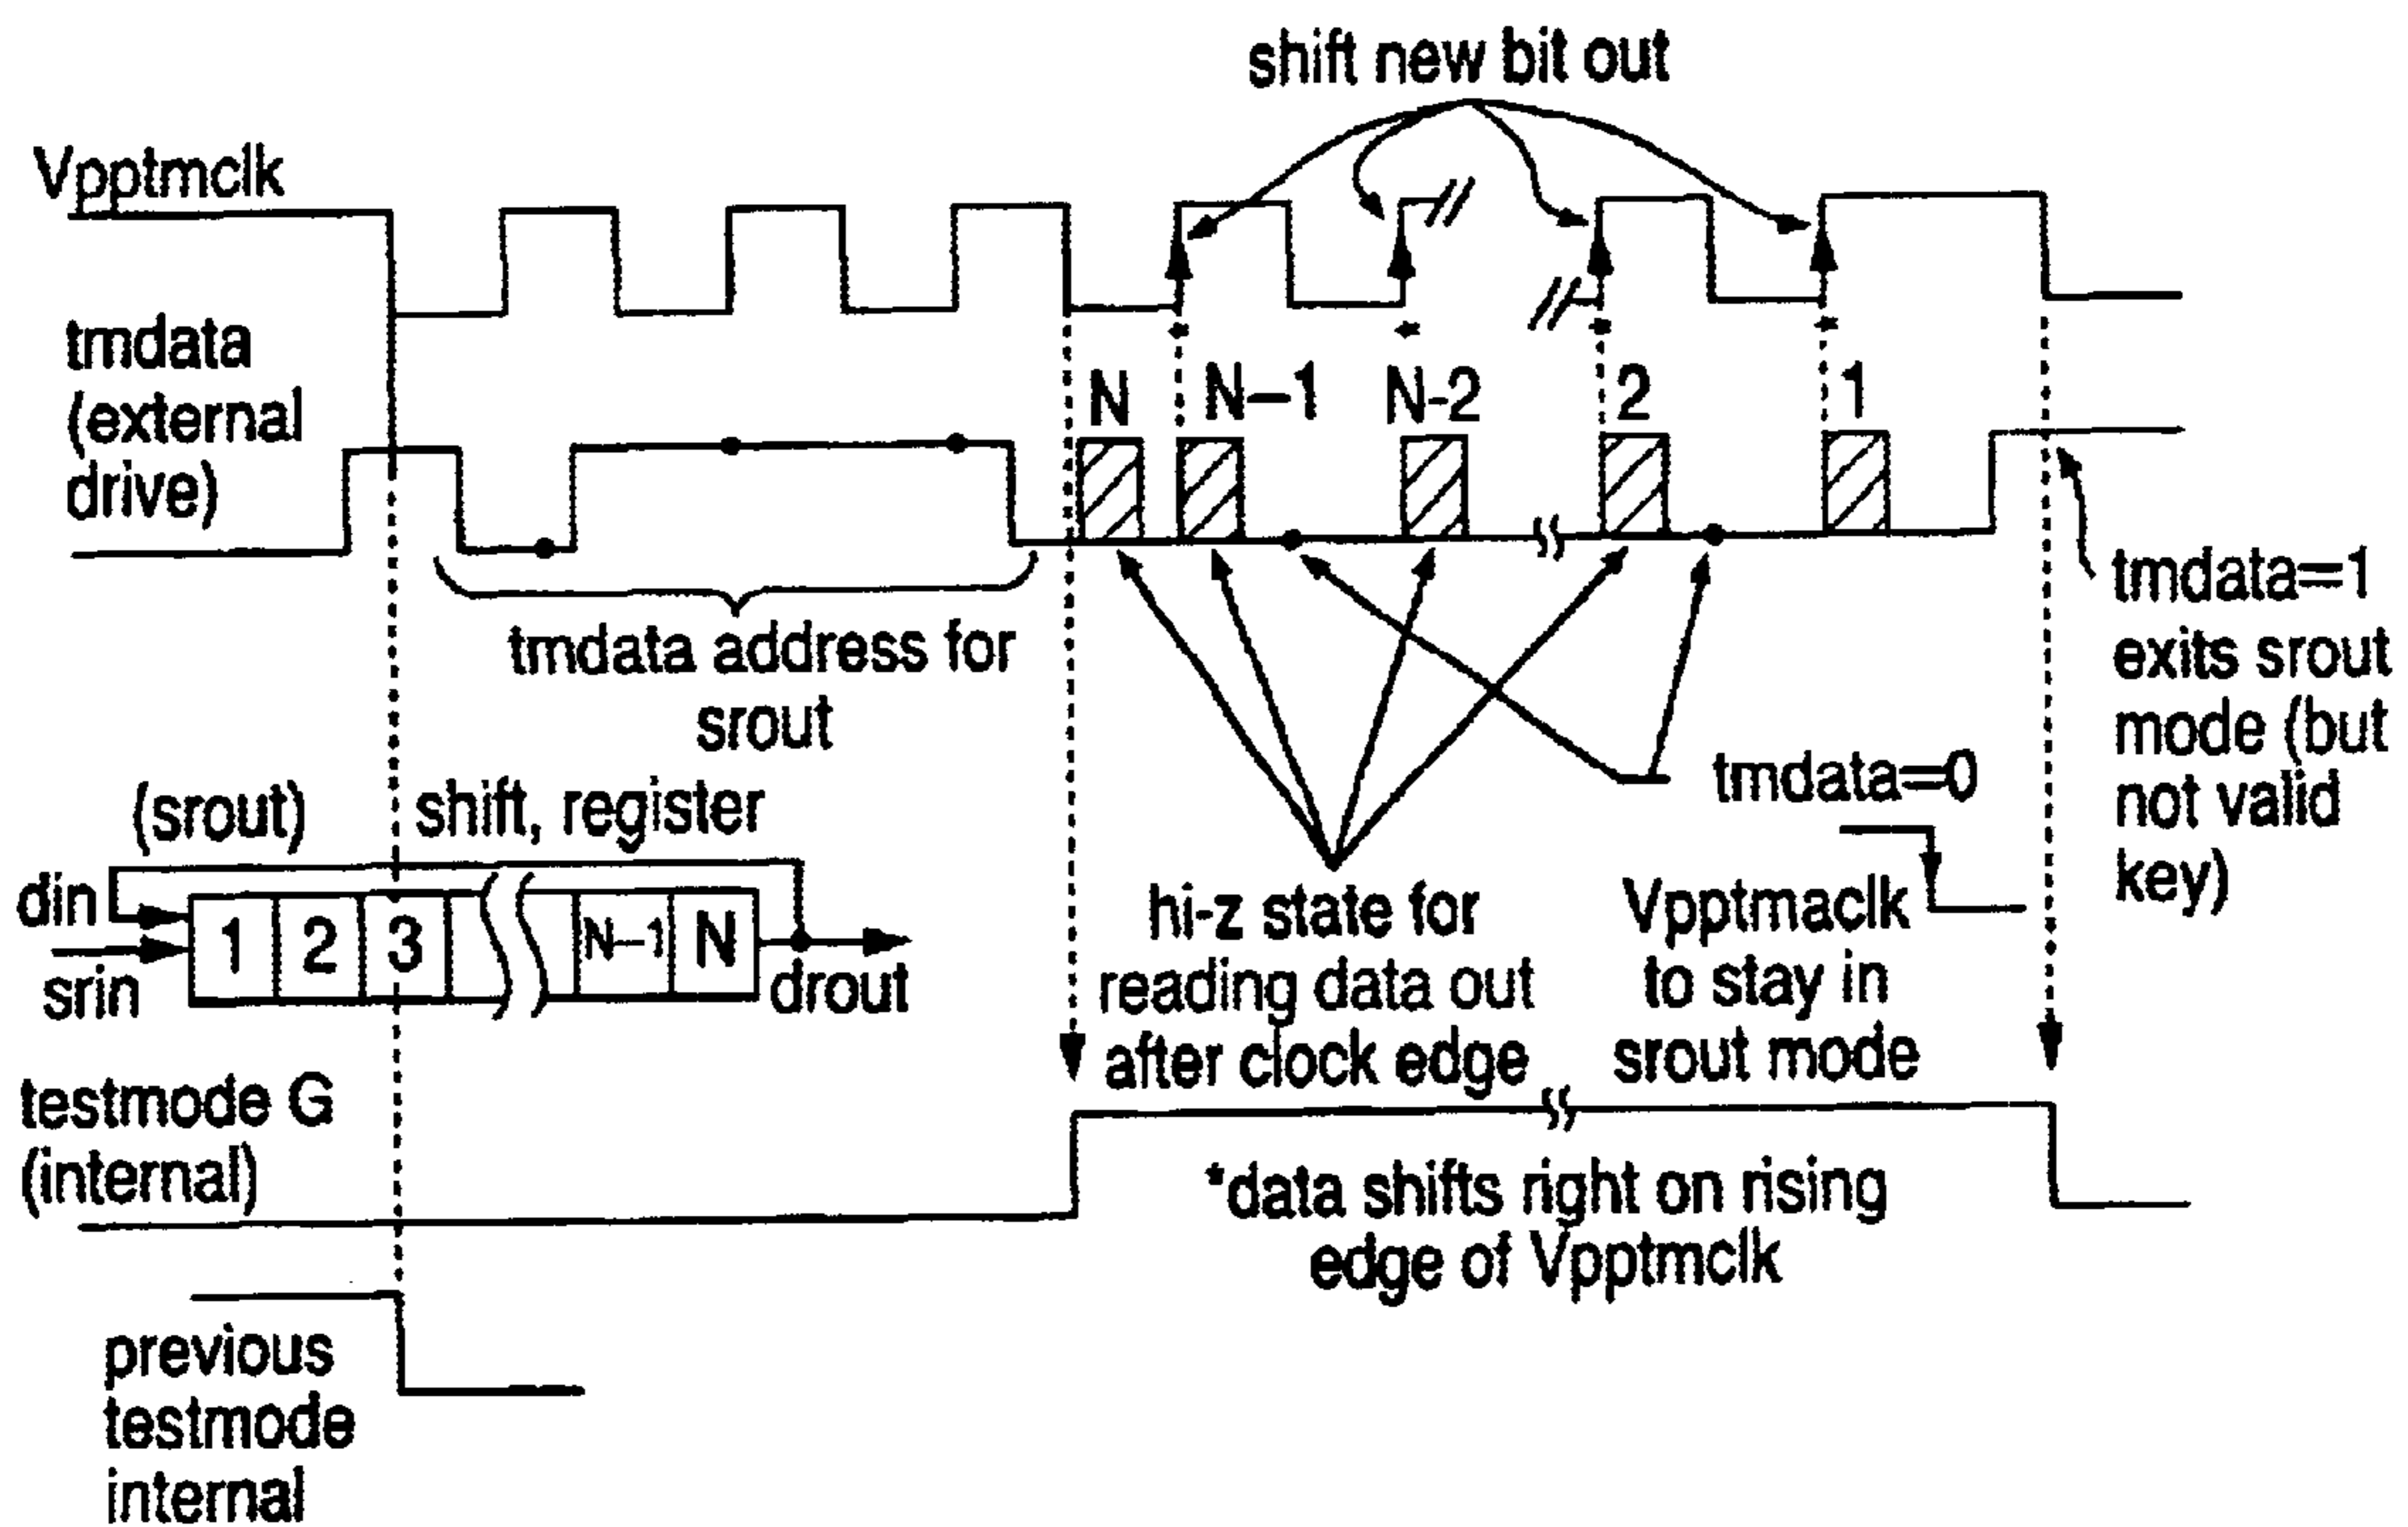 shift new bit out
Vpptmclk
tmdata
(external
drive)
N
N–1
N-2
2
1
tmdata address for
srout
tmdata=1
exits srout
mode (but
not valid
key)
tmdata=0
Vpptmaclk
to stay in
srout mode
hi-z state for
reading data out
after clock edge
(srout)
shift, register
din
srin
1 2 3 N–1 N
drout
testmode G
(internal)
*data shifts right on rising
edge of Vpptmclk
previous
testmode
internal